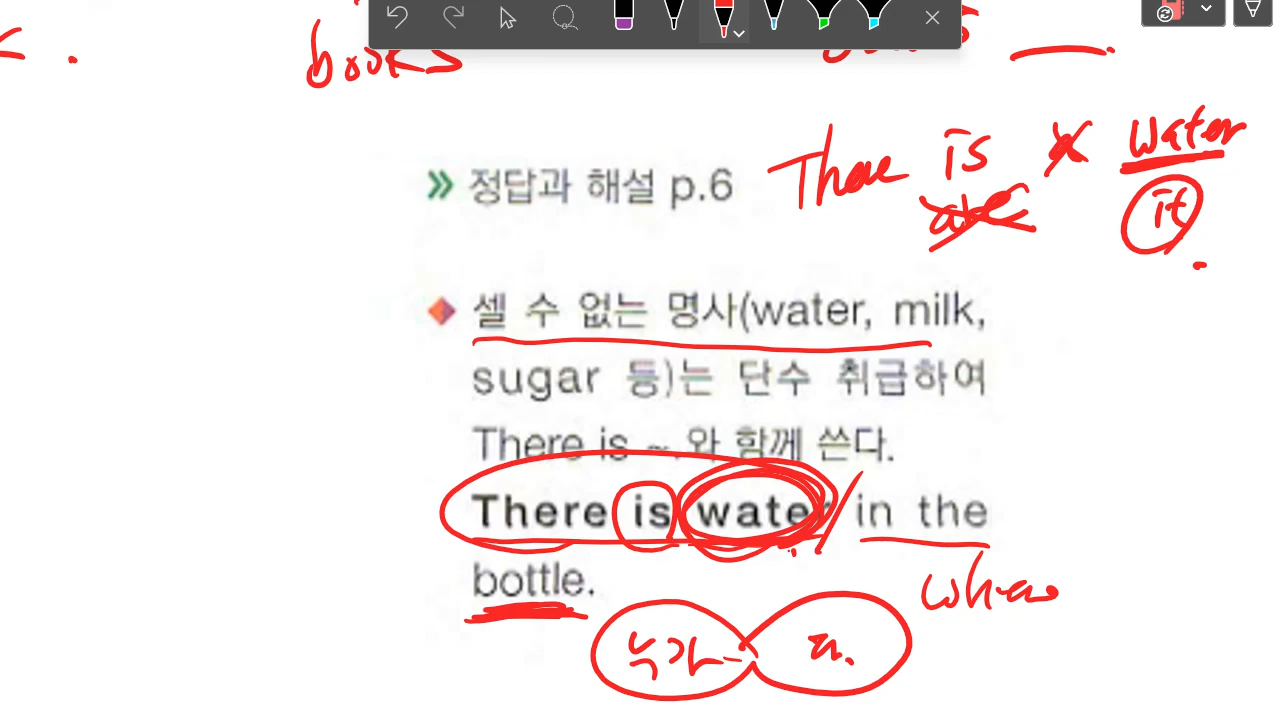 books
There is water
are it
정답과 해설 p.6
셀 수 없는 명사(water, milk,
sugar 등)는 단수 취급하여
There is ~ 와 함께 쓴다.
There is water in the
bottle.
where
누가